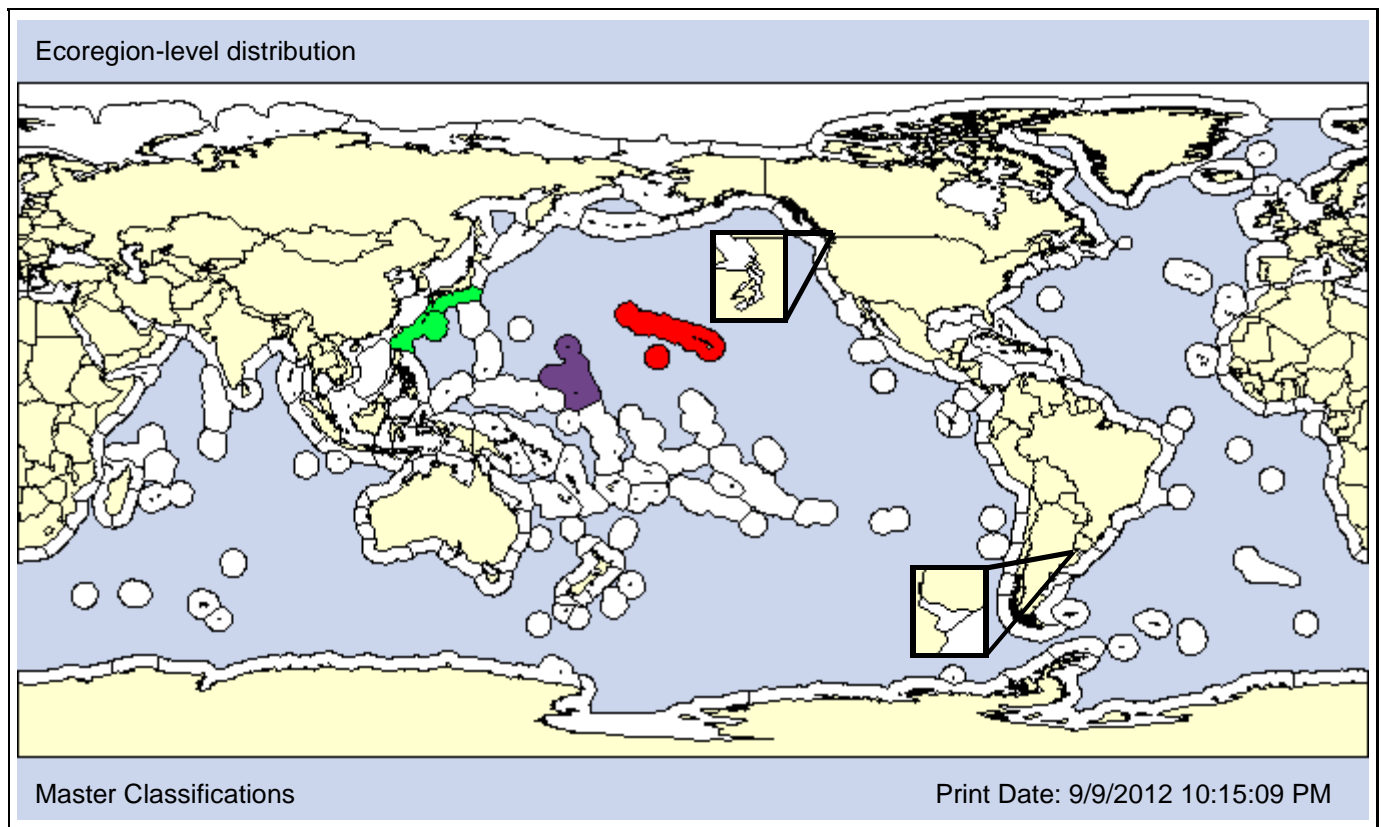 Ecoregion-level distribution
Master Classifications
Print Date: 9/9/2012 10:15:09 PM